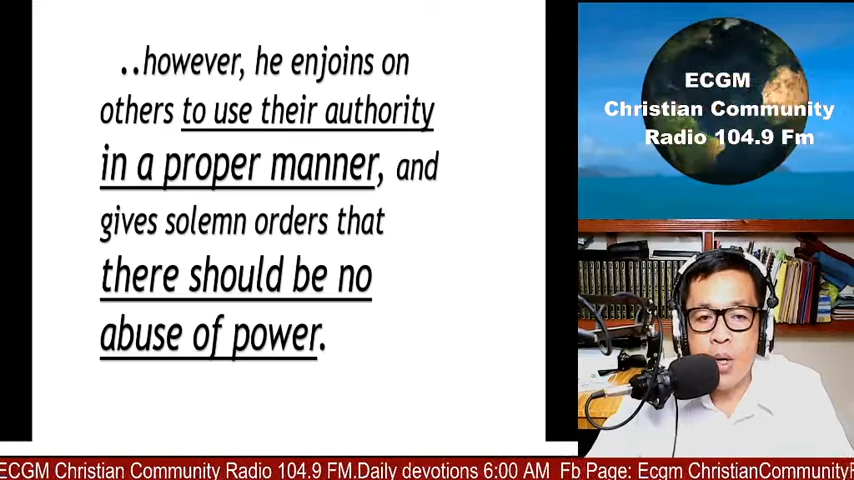 ..however, he enjoins on
others to use their authority
in a proper manner, and
gives solemn orders that
there should be no
abuse of power.
ECGM
Christian Community
Radio 104.9 Fm
ECGM Christian Community Radio 104.9 FM.Daily devotions 6:00 AM Fb Page: Ecgm ChristianCommunity